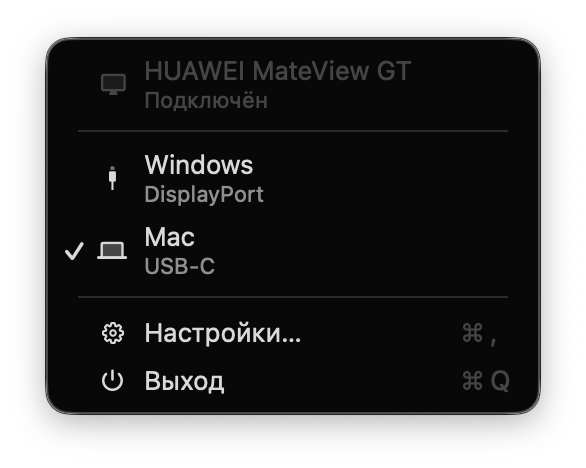 HUAWEI MateView GT
Подключён
Windows
DisplayPort
Mac
USB-C
Настройки... ⌘ ,
Выход ⌘ Q